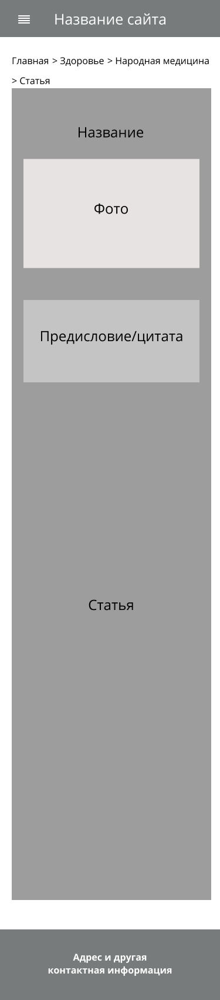 Название сайта
Главная > Здоровье > Народная медицина
> Статья
Название
Фото
Предисловие/цитата
Статья
Адрес и другая
контактная информация